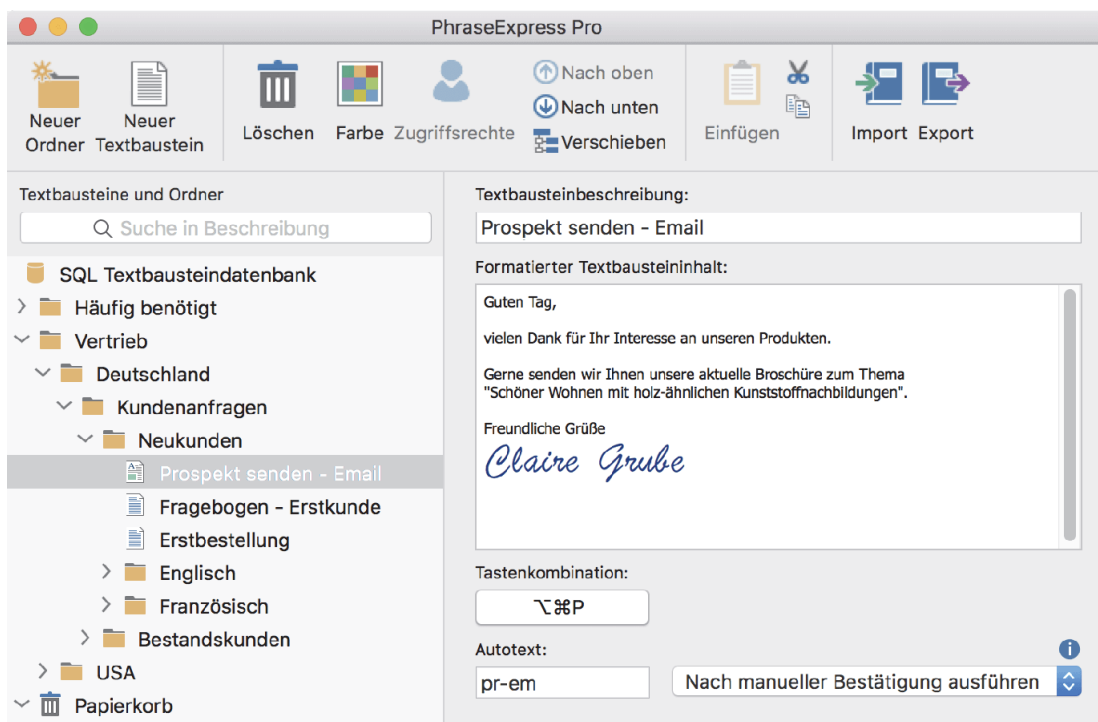 PhraseExpress Pro
Neuer
Ordner
Neuer
Textbaustein
Löschen
Farbe
Zugriffsrechte
Nach oben
Nach unten
Verschieben
Einfügen
Import
Export
Textbausteine und Ordner
Suche in Beschreibung
SQL Textbausteindatenbank
Häufig benötigt
Vertrieb
Deutschland
Kundenanfragen
Neukunden
Prospekt senden - Email
Fragebogen - Erstkunde
Erstbestellung
Englisch
Französisch
Bestandskunden
USA
Papierkorb
Textbausteinbeschreibung:
Prospekt senden - Email
Formatierter Textbausteininhalt:
Guten Tag,
vielen Dank für Ihr Interesse an unseren Produkten.
Gerne senden wir Ihnen unsere aktuelle Broschüre zum Thema
"Schöner Wohnen mit holz-ähnlichen Kunststoffnachbildungen".
Freundliche Grüße
Claire Grube
Tastenkombination:
⌥⌘P
Autotext:
pr-em
Nach manueller Bestätigung ausführen